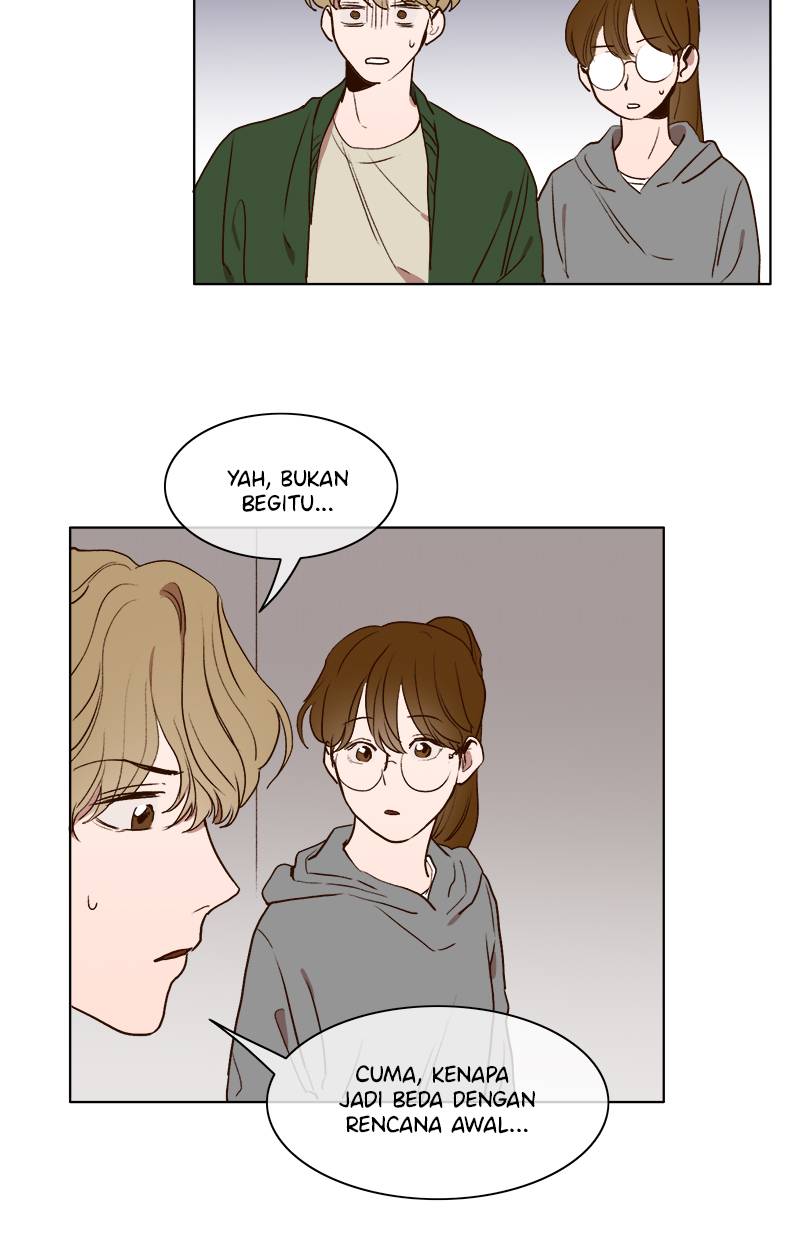 YAH, BUKAN
BEGITU...
CUMA, KENAPA
JADI BEDA DENGAN
RENCANA AWAL...